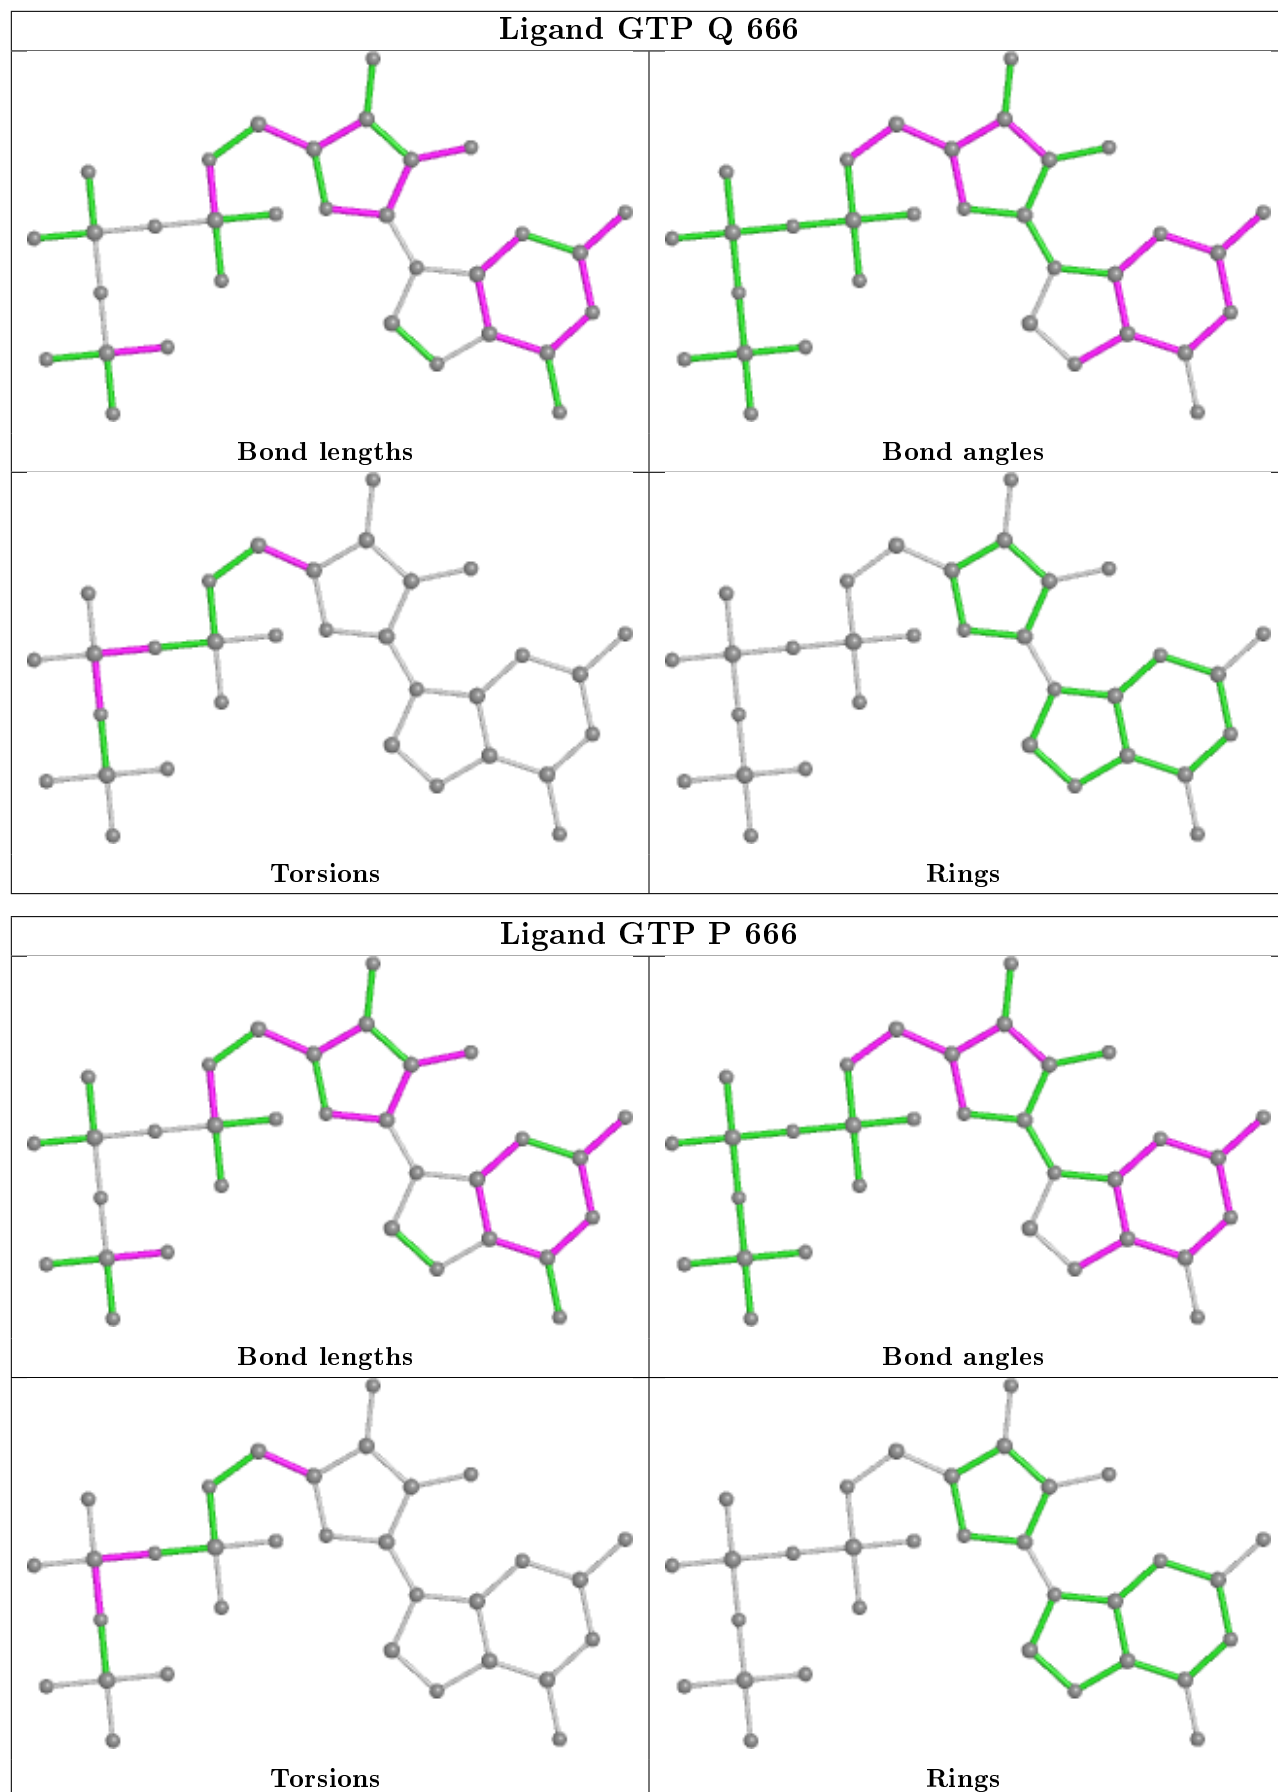 Ligand GTP Q 666
Bond lengths
Bond angles
Torsions
Rings
Ligand GTP P 666
Bond lengths
Bond angles
Torsions
Rings